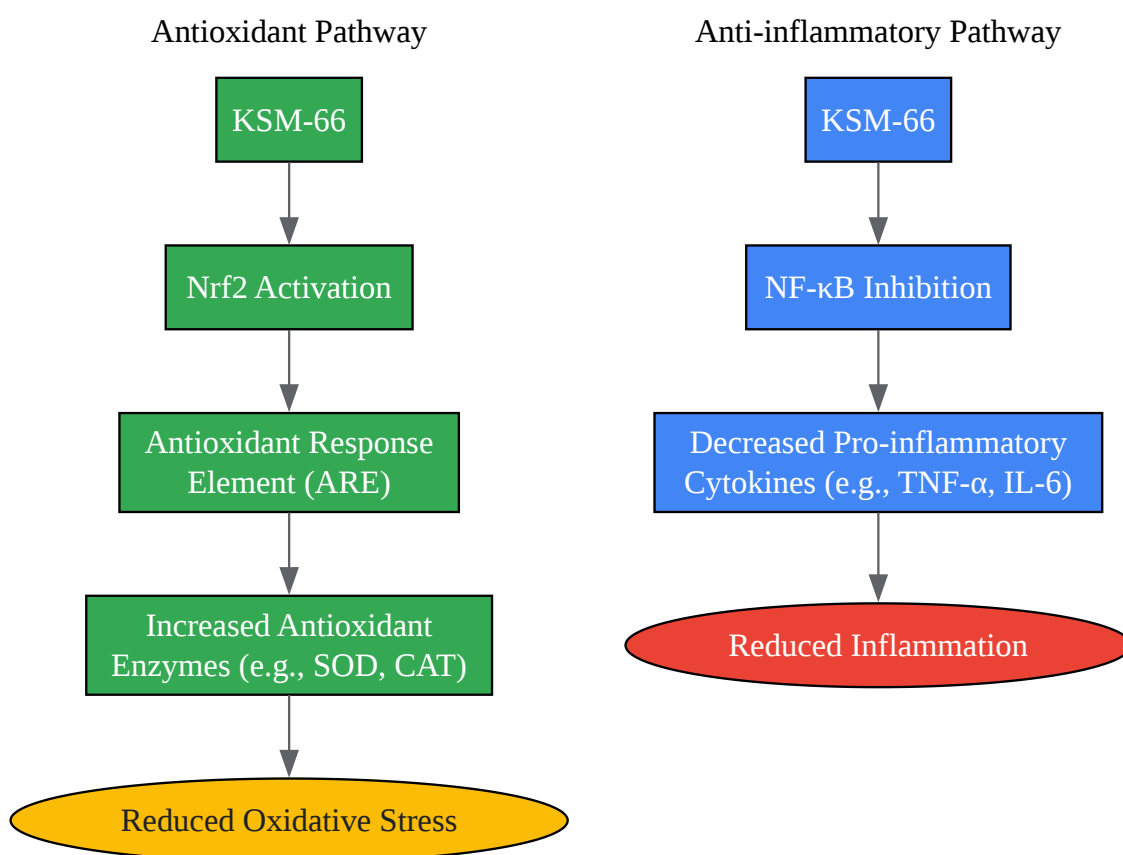 Antioxidant Pathway
KSM-66
Nrf2 Activation
Antioxidant Response
Element (ARE)
Increased Antioxidant
Enzymes (e.g., SOD, CAT)
Reduced Oxidative Stress
Anti-inflammatory Pathway
KSM-66
NF-κB Inhibition
Decreased Pro-inflammatory
Cytokines (e.g., TNF-α, IL-6)
Reduced Inflammation